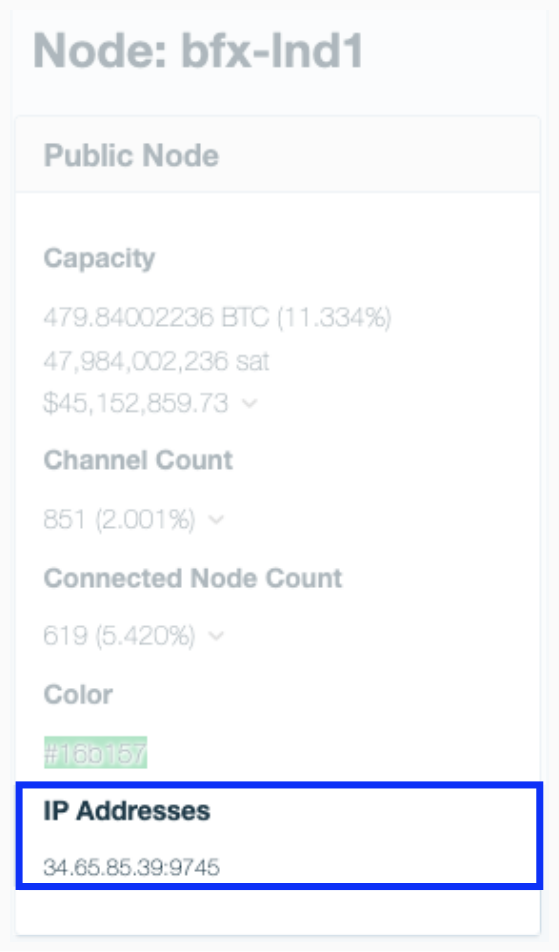 Node: bfx-lnd1
Public Node
Capacity
479.84002236 BTC (11.334%)
47,984,002,236 sat
$45,152,859.73
Channel Count
851 (2.001%)
Connected Node Count
619 (5.420%)
Color
#16b157
IP Addresses
34.65.85.39:9745